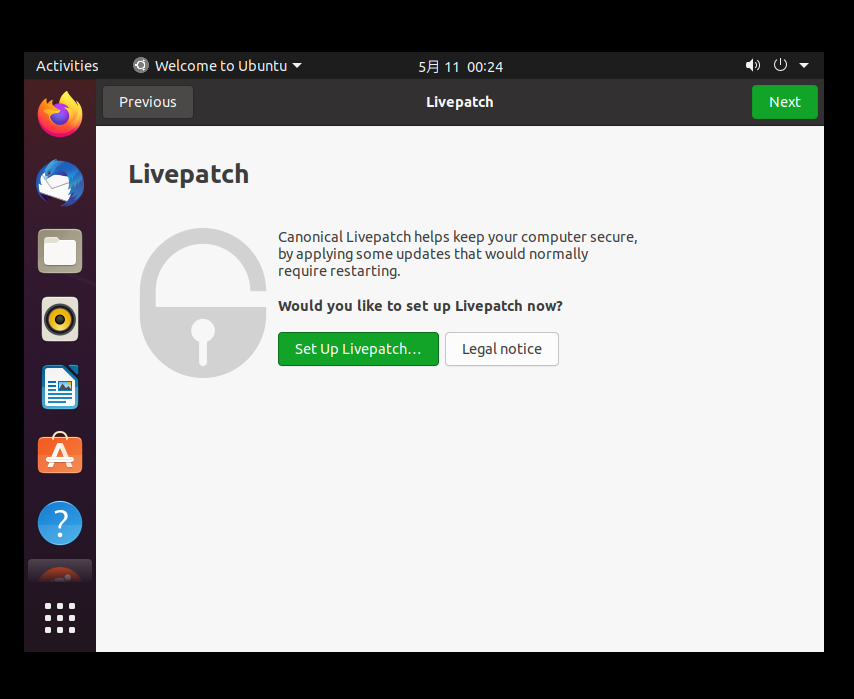 Activities
Welcome to Ubuntu
5月 11 00:24
Previous
Livepatch
Next
Livepatch
Canonical Livepatch helps keep your computer secure,
by applying some updates that would normally
require restarting.
Would you like to set up Livepatch now?
Set Up Livepatch…
Legal notice
?